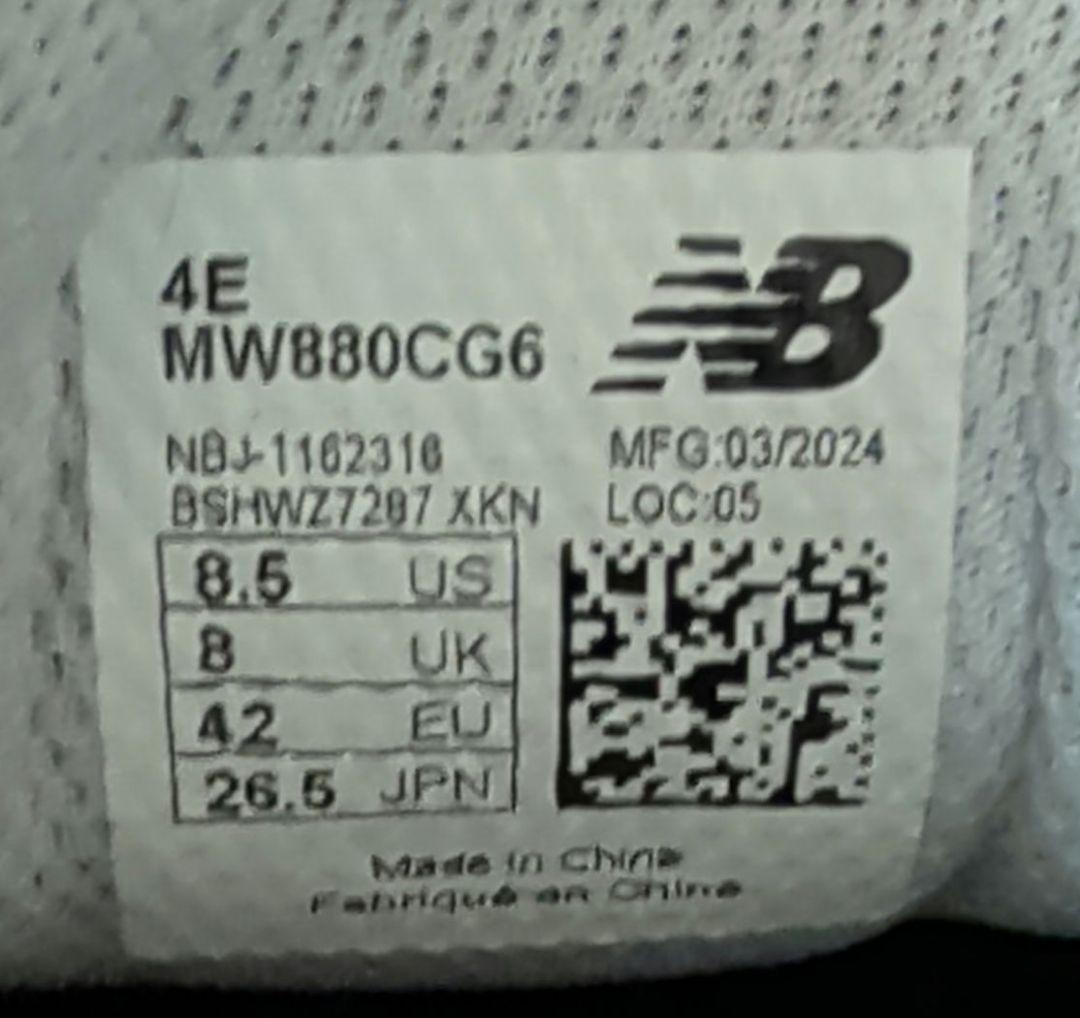 4E
MW880CG6
NB
NBJ-1162316
MFG:03/2024
BSHWZ7287 XKN
LOC:05
8.5 US
8 UK
42 EU
26.5 JPN
Made in China
Fabriqué en Chine